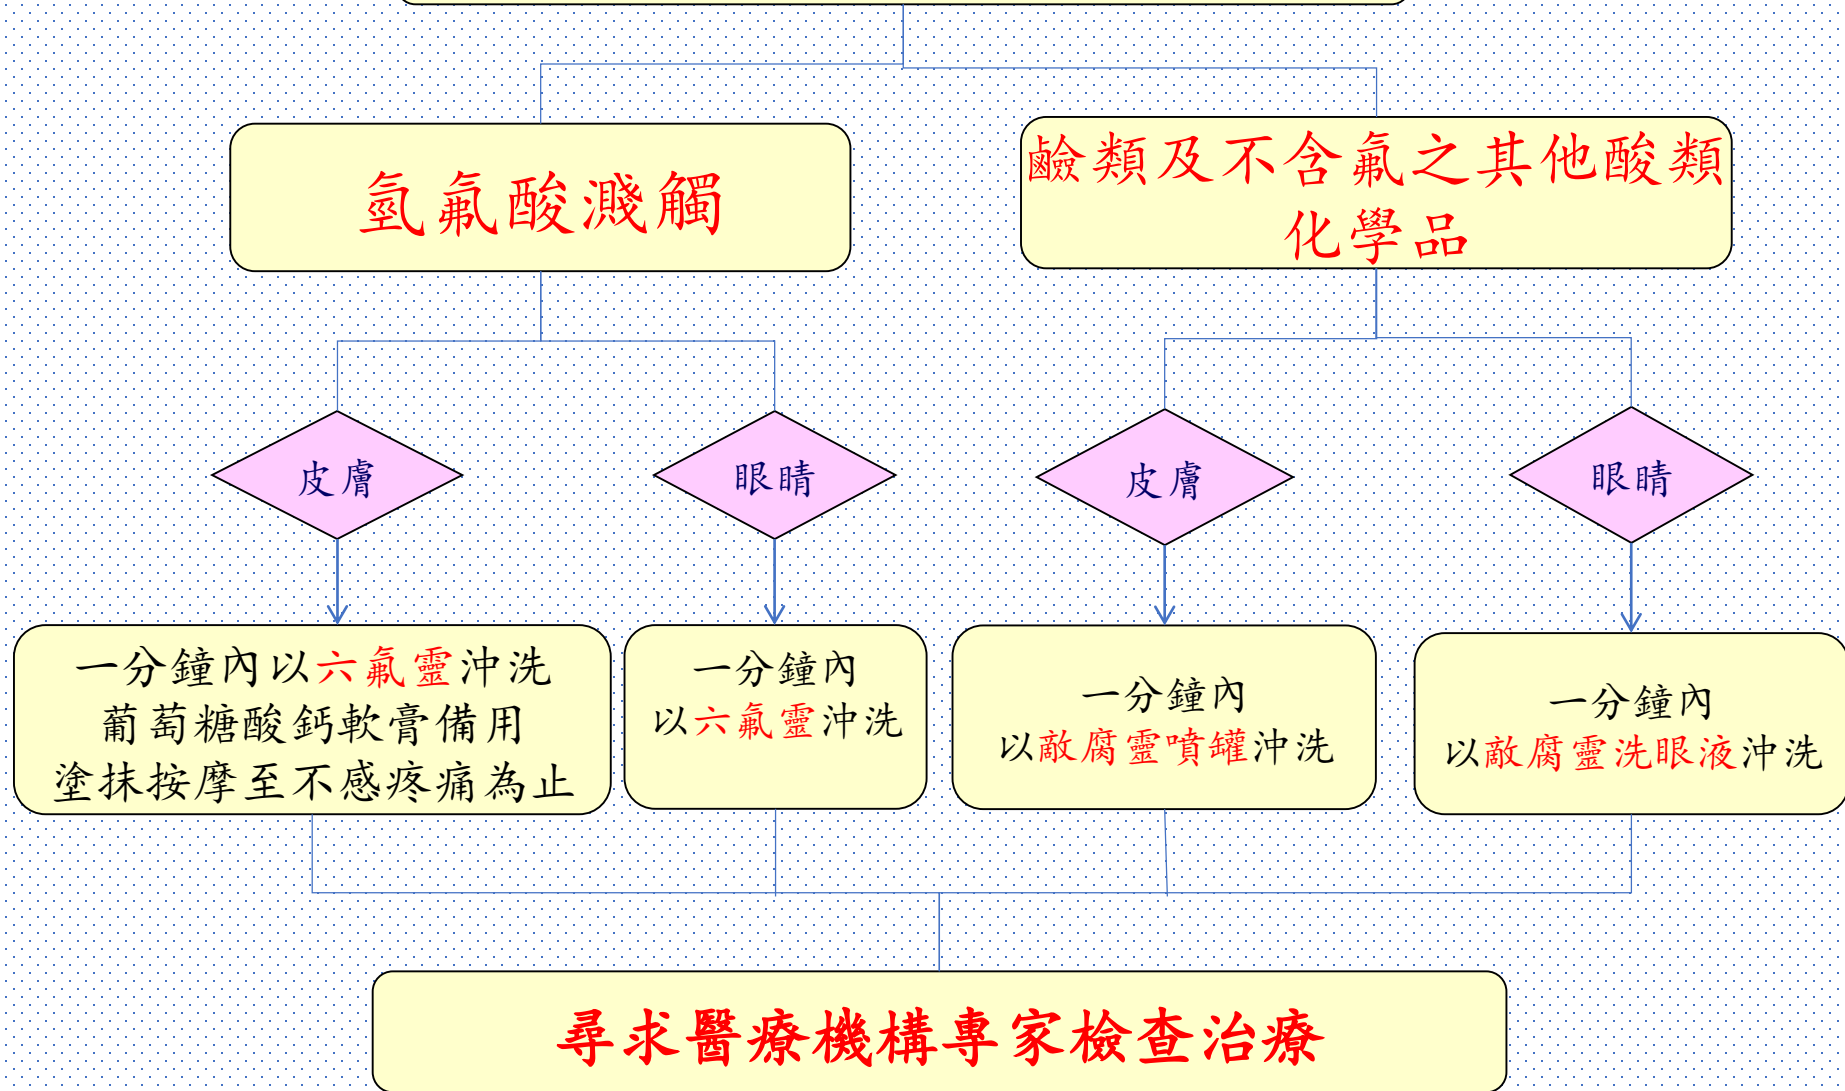 氫氟酸濺觸
鹼類及不含氟之其他酸類
化學品
皮膚
眼睛
皮膚
眼睛
一分鐘內以六氟靈沖洗
葡萄糖酸鈣軟膏備用
塗抹按摩至不感疼痛為止
一分鐘內
以六氟靈沖洗
一分鐘內
以敵腐靈噴罐沖洗
一分鐘內
以敵腐靈洗眼液沖洗
尋求醫療機構專家檢查治療